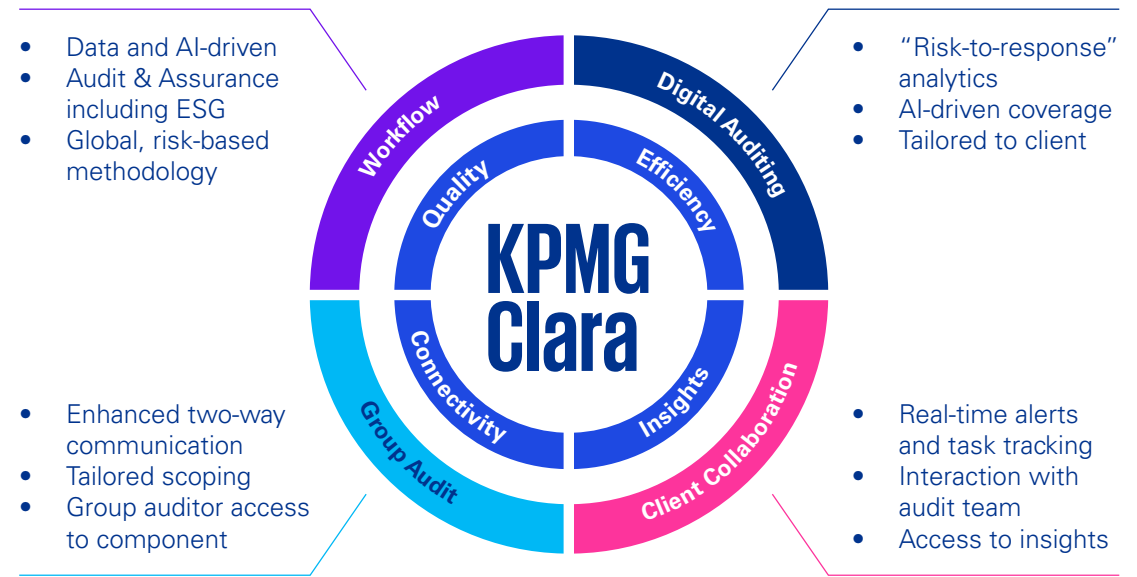 • Data and AI-driven
• Audit & Assurance
including ESG
• Global, risk-based
methodology
• “Risk-to-response”
analytics
• AI-driven coverage
• Tailored to client
Workflow
Digital Auditing
Quality
Efficiency
KPMG
Clara
Connectivity
Insights
Group Audit
Client Collaboration
• Enhanced two-way
communication
• Tailored scoping
• Group auditor access
to component
• Real-time alerts
and task tracking
• Interaction with
audit team
• Access to insights